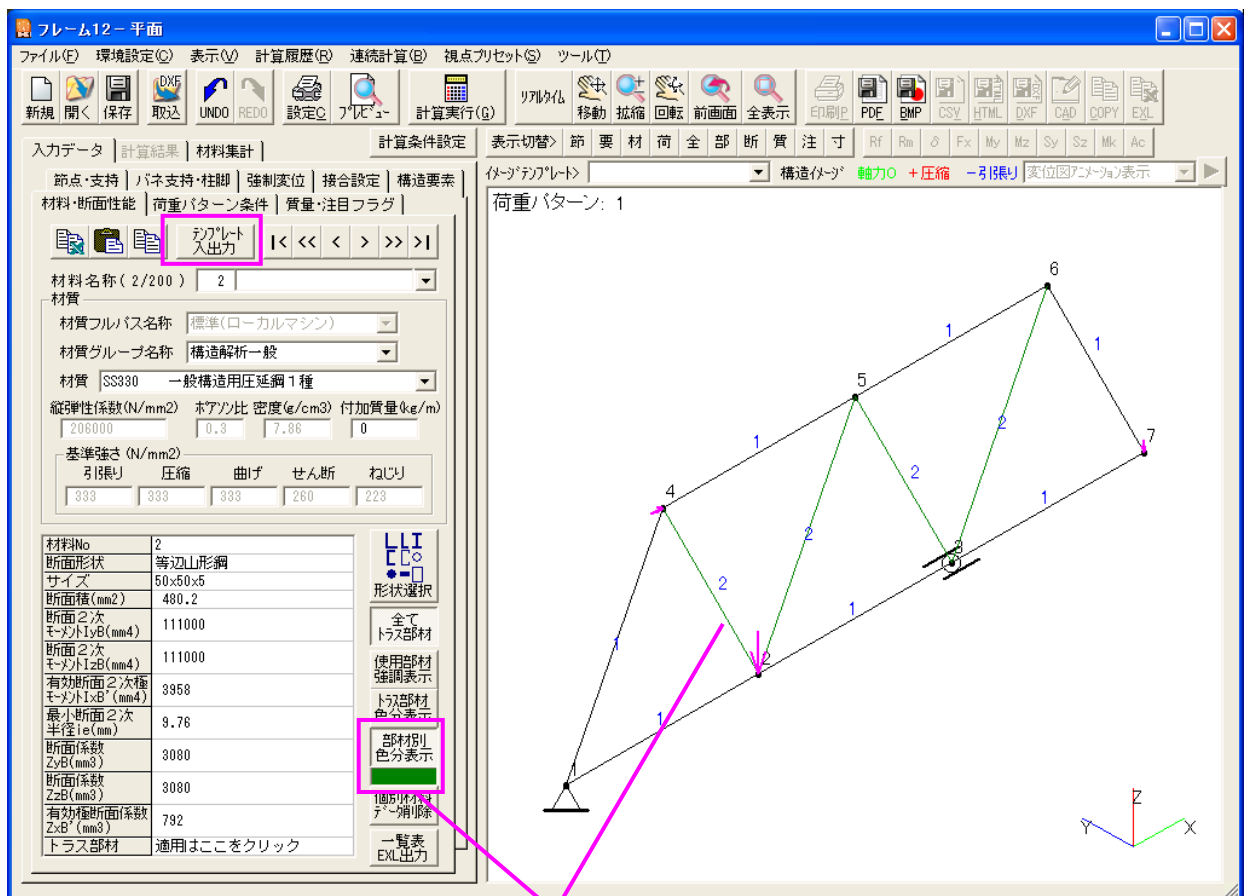 フレーム12－平面
ファイル(F) 環境設定(C) 表示(V) 計算履歴(R) 連続計算(B) 視点プリセット(S) ツール(T)
新規 開く 保存 DXF 取込 UNDO REDO 設定C プレビュー 計算実行(G) リアルタイム 移動 拡縮 回転 前画面 全表示 印刷P PDF BMP CSV HTML DXF CAD COPY EXL
入力データ 計算結果 材料集計 計算条件設定 表示切替> 節 要 材 荷 全 部 断 質 注 寸 Rf Rm δ Fx My Mz Sy Sz Mk Ac
イメージテンプレート> 構造イメージ 軸力0 +圧縮 -引張り 変位図アニメーション表示
節点・支持 バネ支持・柱脚 強制変位 接合設定 構造要素
材料・断面性能 荷重パターン条件 質量・注目フラグ
テンプレート
入出力
|< << < > >> >|
材料名称(2/200) 2
材質
材質フルパス名称 標準(ローカルマシン)
材質グループ名称 構造解析一般
材質 SS330 一般構造用圧延鋼1種
縦弾性係数(N/mm2) ポアソン比 密度(g/cm3) 付加質量(kg/m)
206000 0.3 7.86 0
基準強さ(N/mm2)
引張り 圧縮 曲げ せん断 ねじり
333 333 333 260 223
材料No 2
断面形状 等辺山形鋼
サイズ 50x50x5
断面積(mm2) 480.2
断面2次
モーメントIyB(mm4) 111000
断面2次
モーメントIzB(mm4) 111000
有効断面2次極
モーメントIxB'(mm4) 3958
最小断面2次
半径ie(mm) 9.76
断面係数
ZyB(mm3) 3080
断面係数
ZzB(mm3) 3080
有効極断面係数
ZxB'(mm3) 792
トラス部材 適用はここをクリック
形状選択
全て
トラス部材
使用部材
強調表示
トラス部材
色分表示
部材別
色分表示
個別材料
データ削除
一覧表
EXL出力
荷重パターン: 1
6
1
1
5
2
7
1
2
4
1
2
3
2
1
1
2
1
1
Z
Y
X